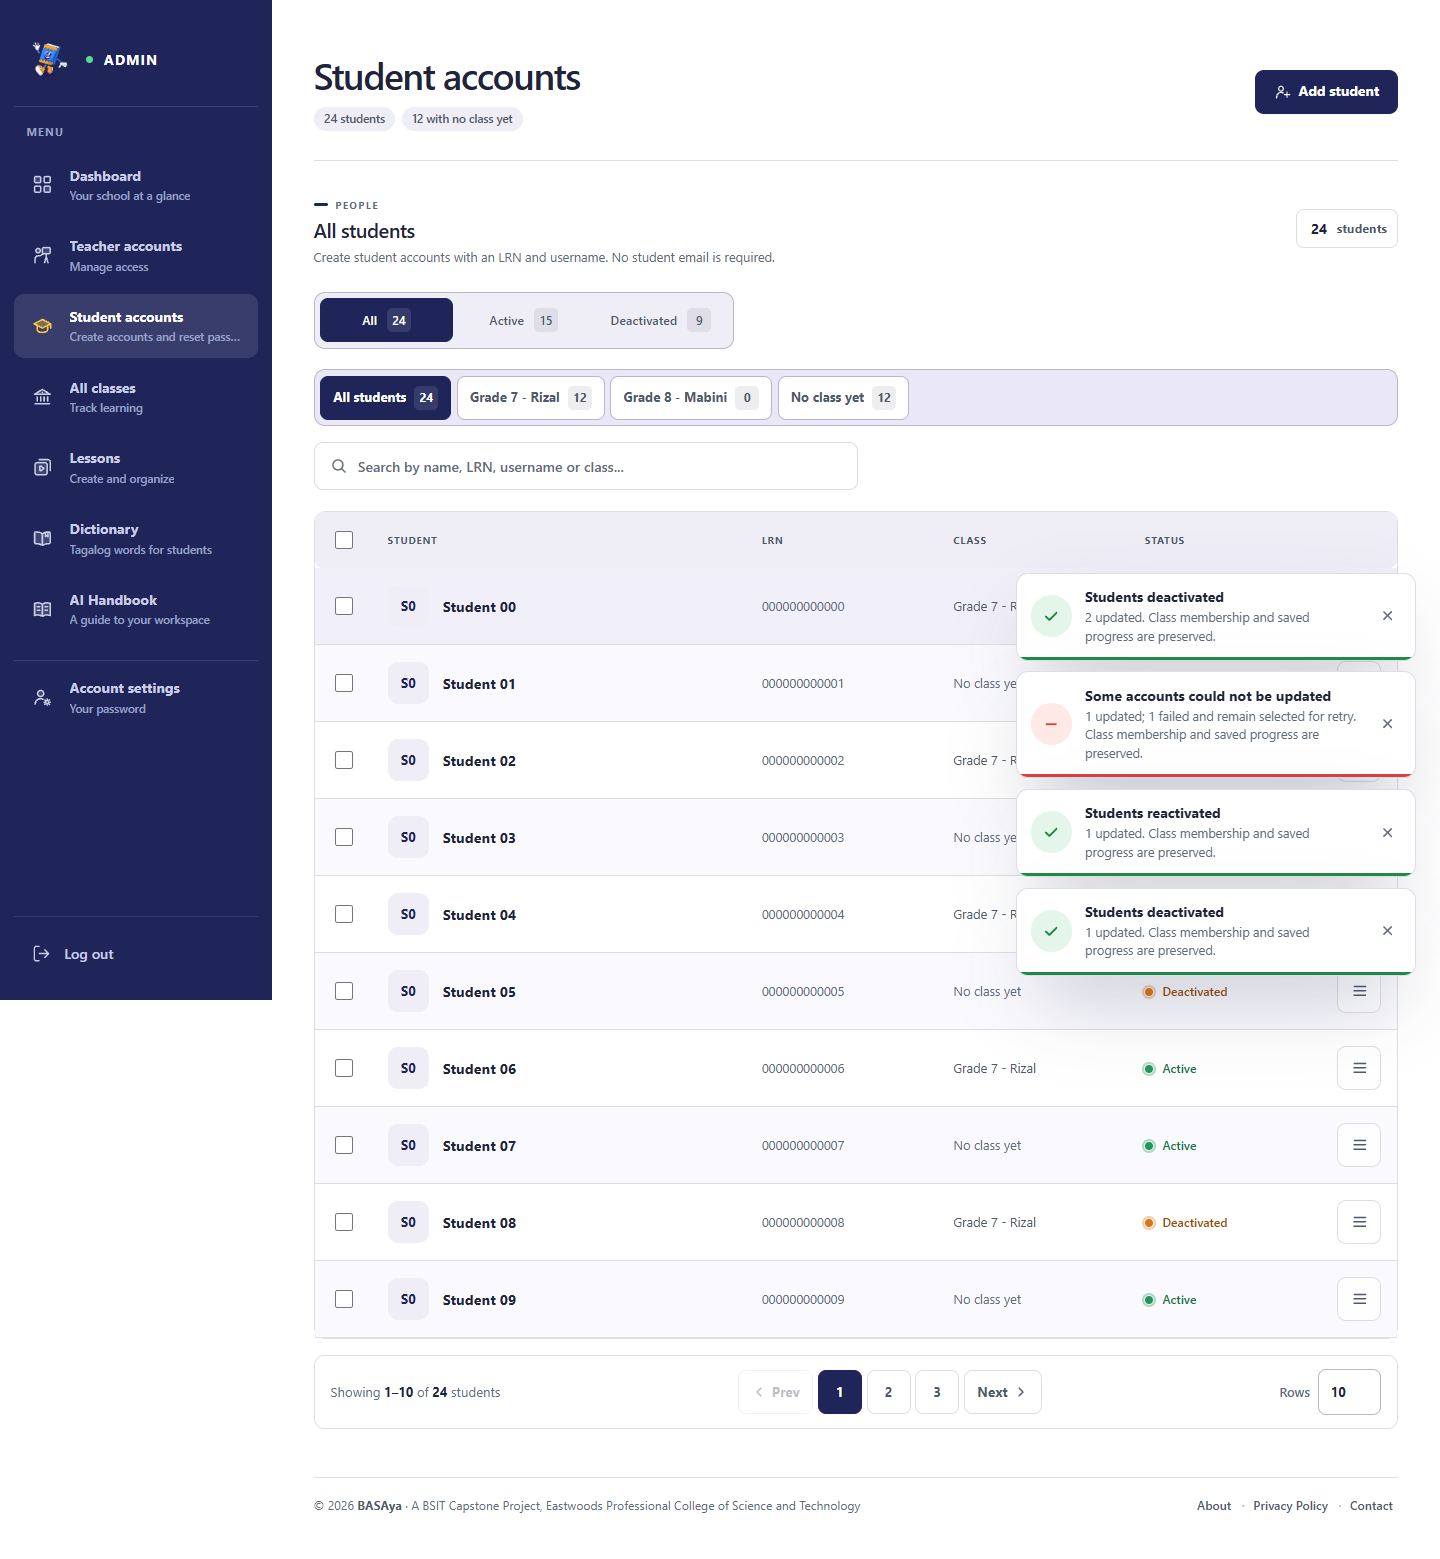 ADMIN
MENU
Dashboard
Your school at a glance
Teacher accounts
Manage access
Student accounts
Create accounts and reset pass...
All classes
Track learning
Lessons
Create and organize
Dictionary
Tagalog words for students
AI Handbook
A guide to your workspace
Account settings
Your password
Log out
Student accounts
24 students 12 with no class yet
Add student
PEOPLE
All students
Create student accounts with an LRN and username. No student email is required.
24 students
All 24 Active 15 Deactivated 9
All students 24 Grade 7 - Rizal 12 Grade 8 - Mabini 0 No class yet 12
Search by name, LRN, username or class...
STUDENT LRN CLASS STATUS
S0 Student 00 000000000000 Grade 7 - R
S0 Student 01 000000000001 No class ye
S0 Student 02 000000000002 Grade 7 - R
S0 Student 03 000000000003 No class ye
S0 Student 04 000000000004 Grade 7 - R
S0 Student 05 000000000005 No class yet Deactivated
S0 Student 06 000000000006 Grade 7 - Rizal Active
S0 Student 07 000000000007 No class yet Active
S0 Student 08 000000000008 Grade 7 - Rizal Deactivated
S0 Student 09 000000000009 No class yet Active
Students deactivated
2 updated. Class membership and saved
progress are preserved.
Some accounts could not be updated
1 updated; 1 failed and remain selected for retry.
Class membership and saved progress are
preserved.
Students reactivated
1 updated. Class membership and saved
progress are preserved.
Students deactivated
1 updated. Class membership and saved
progress are preserved.
Showing 1–10 of 24 students
Prev 1 2 3 Next
Rows 10
© 2026 BASAya · A BSIT Capstone Project, Eastwoods Professional College of Science and Technology
About · Privacy Policy · Contact